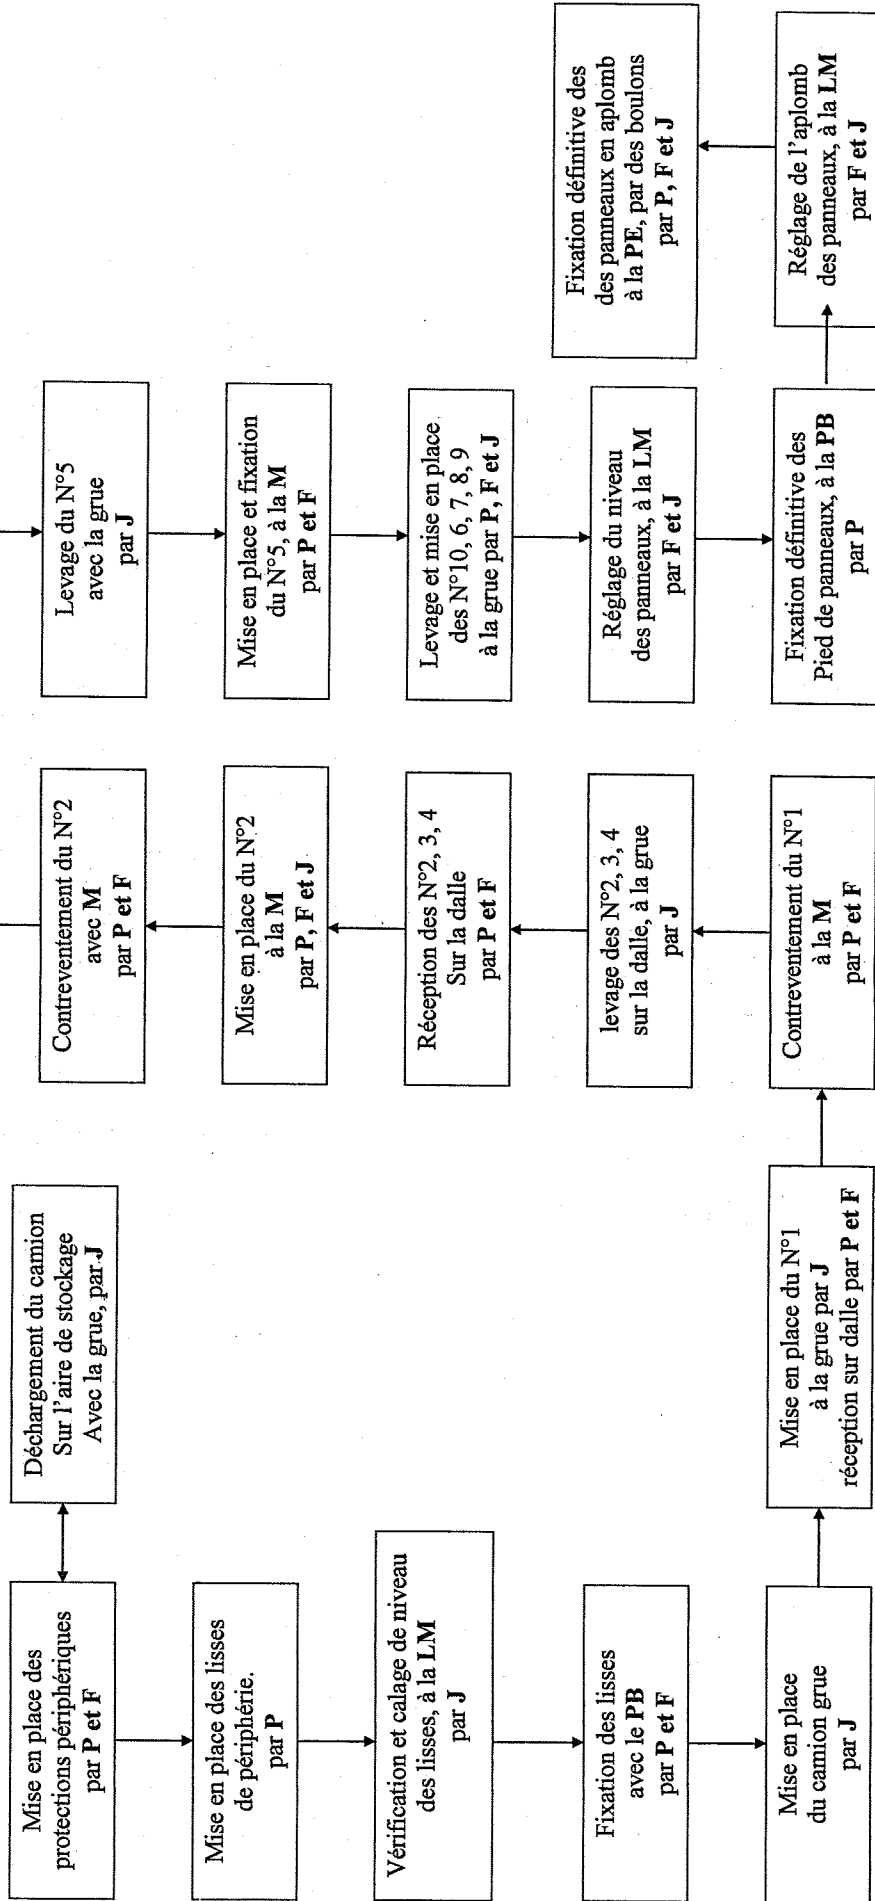 Mise en place des
protections périphériques
par P et F
Déchargement du camion
Sur l'aire de stockage
Avec la grue, par J
Mise en place des lisses
de périphérie.
par P
Vérification et calage de niveau
des lisses, à la LM
par J
Fixation des lisses
avec le PB
par P et F
Mise en place
du camion grue
par J
Mise en place du N°1
à la grue par J
réception sur dalle par P et F
Contreventement du N°1
à la M
par P et F
levage des N°2, 3, 4
sur la dalle, à la grue
par J
Réception des N°2, 3, 4
Sur la dalle
par P et F
Mise en place du N°2
à la M
par P, F et J
Contreventement du N°2
avec M
par P et F
Levage du N°5
avec la grue
par J
Mise en place et fixation
du N°5, à la M
par P et F
Levage et mise en place
des N°10, 6, 7, 8, 9
à la grue par P, F et J
Réglage du niveau
des panneaux, à la LM
par F et J
Fixation définitive des
Pied de panneaux, à la PB
par P
Réglage de l'aplomb
des panneaux, à la LM
par F et J
Fixation définitive des
des panneaux en aplomb
à la PE, par des boulons
par P, F et J